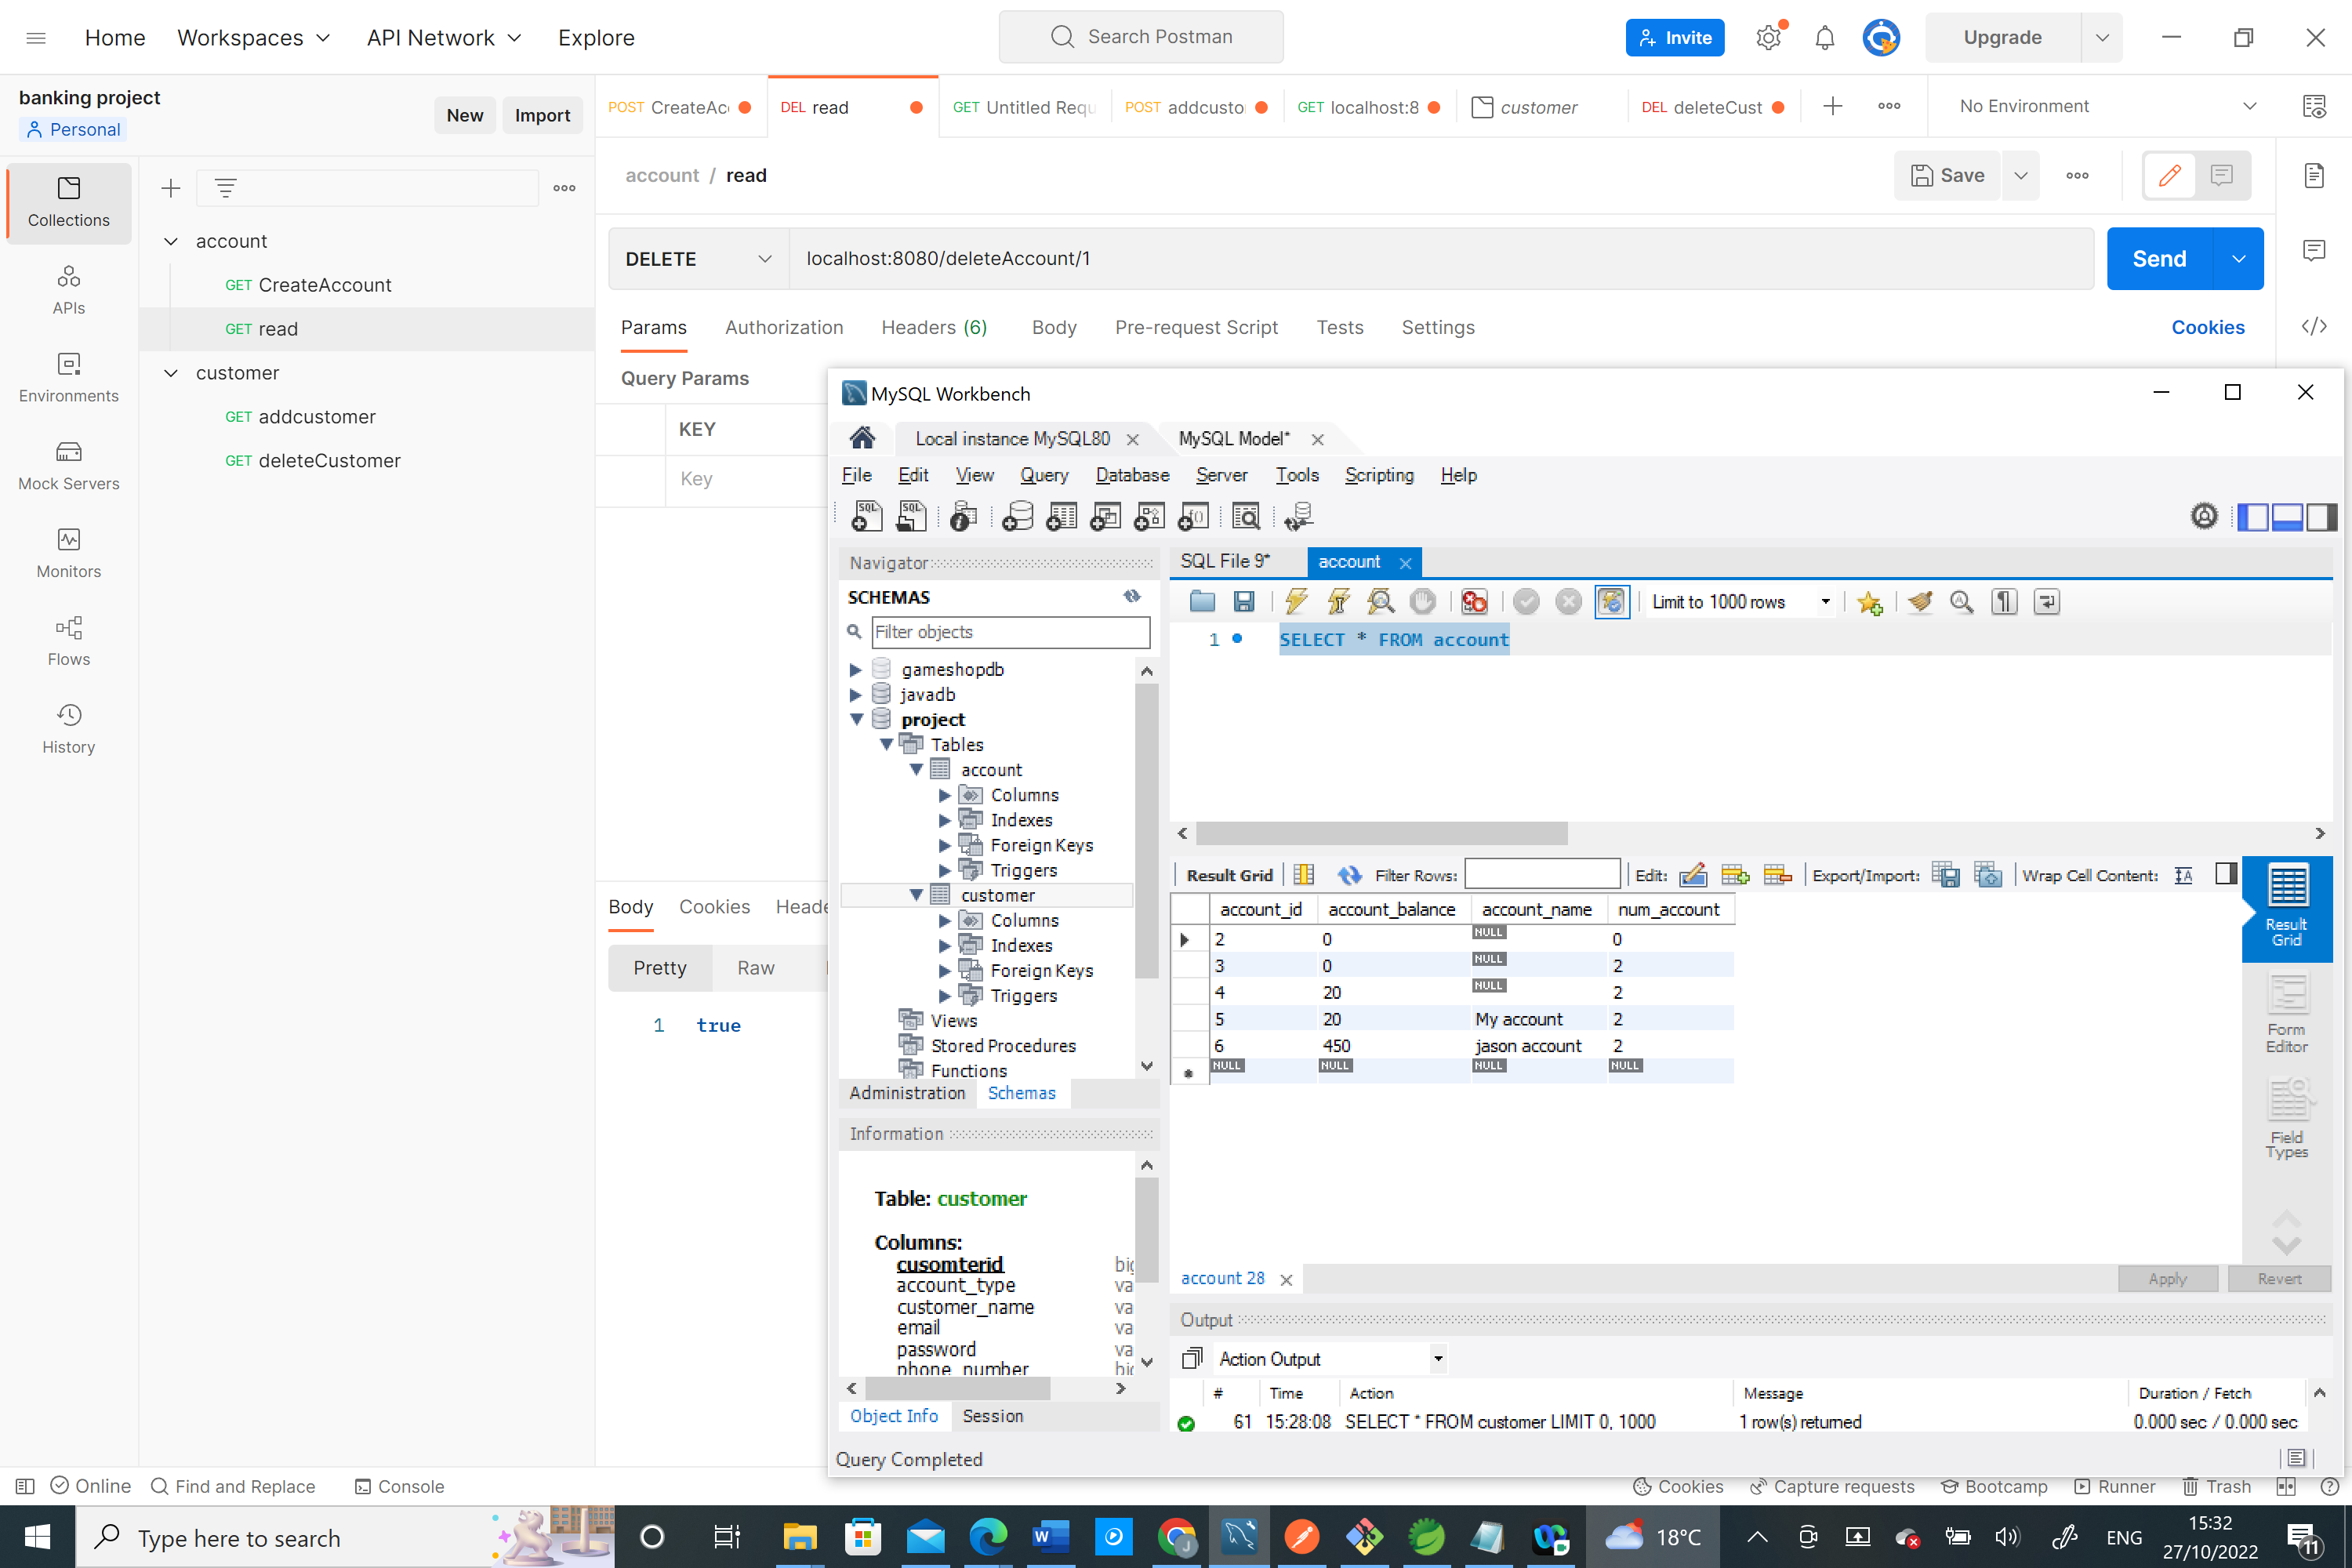 Home Workspaces API Network Explore Search Postman Invite Upgrade
banking project
Personal
New Import
POST CreateAcc DEL read GET Untitled Requ POST addcusto GET localhost:8 customer DEL deleteCust No Environment
Collections
APIs
Environments
Mock Servers
Monitors
Flows
History
account
GET CreateAccount
GET read
customer
GET addcustomer
GET deleteCustomer
account / read Save
DELETE localhost:8080/deleteAccount/1 Send
Params Authorization Headers (6) Body Pre-request Script Tests Settings Cookies
Query Params
KEY
Key
Body Cookies Heade
Pretty Raw
1 true
MySQL Workbench
Local instance MySQL80 MySQL Model*
File Edit View Query Database Server Tools Scripting Help
SQL SQL
Navigator
SCHEMAS
Filter objects
gameshopdb
javadb
project
Tables
account
Columns
Indexes
Foreign Keys
Triggers
customer
Columns
Indexes
Foreign Keys
Triggers
Views
Stored Procedures
Functions
Administration Schemas
Information
Table: customer
Columns:
cusomterid big
account_type va
customer_name va
email va
password va
phone_number big
Object Info Session
Query Completed
SQL File 9* account
Limit to 1000 rows
1 SELECT * FROM account
Result Grid Filter Rows: Edit: Export/Import: Wrap Cell Content:
account_id account_balance account_name num_account
2 0 NULL 0
3 0 NULL 2
4 20 NULL 2
5 20 My account 2
6 450 jason account 2
NULL NULL NULL NULL
Result
Grid
Form
Editor
Field
Types
account 28 Apply Revert
Output
Action Output
# Time Action Message Duration / Fetch
61 15:28:08 SELECT * FROM customer LIMIT 0, 1000 1 row(s) returned 0.000 sec / 0.000 sec
Online Find and Replace Console Cookies Capture requests Bootcamp Runner Trash
Type here to search 18°C ENG 15:32
27/10/2022 11